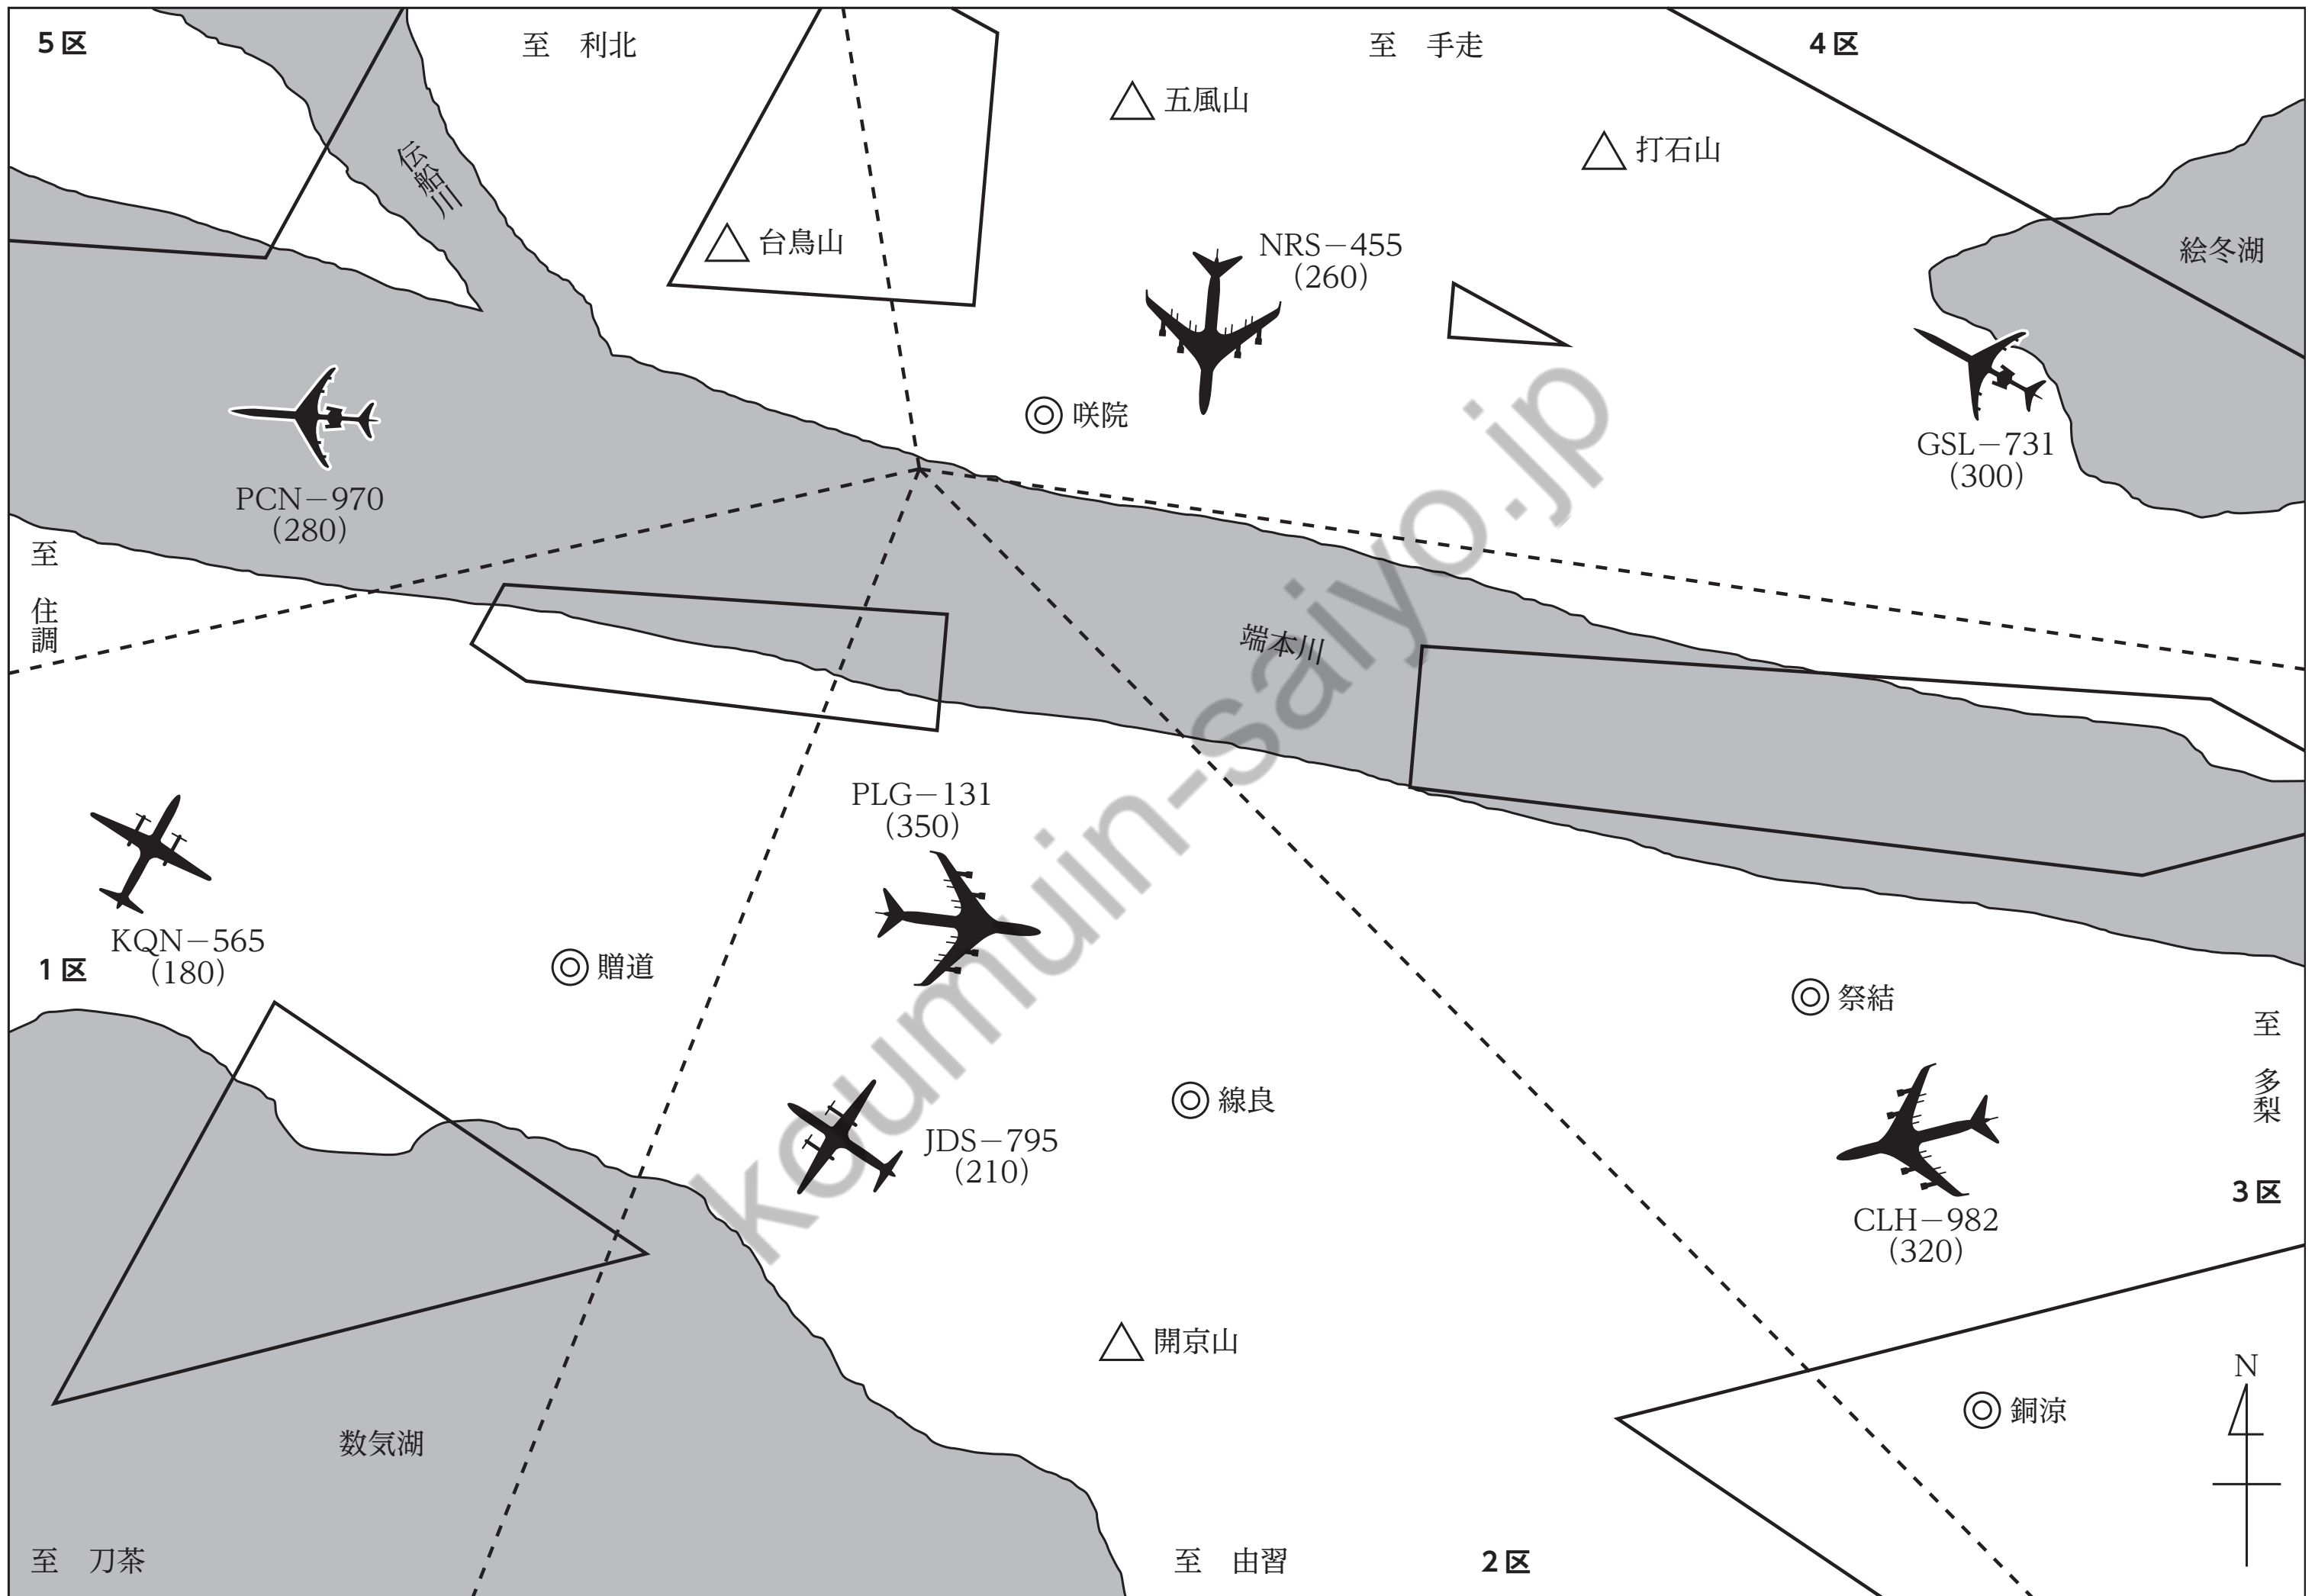 5区
至 利北
至 手走
4区
五風山
打石山
伝船川
台鳥山
NRS−455
(260)
絵冬湖
咲院
GSL−731
(300)
PCN−970
(280)
至 住調
端本川
PLG−131
(350)
KQN−565
(180)
1区
贈道
祭結
至 多梨
線良
JDS−795
(210)
3区
CLH−982
(320)
開京山
N
銅涼
数気湖
至 刀茶
至 由習
2区
koumuin-saiyo.jp